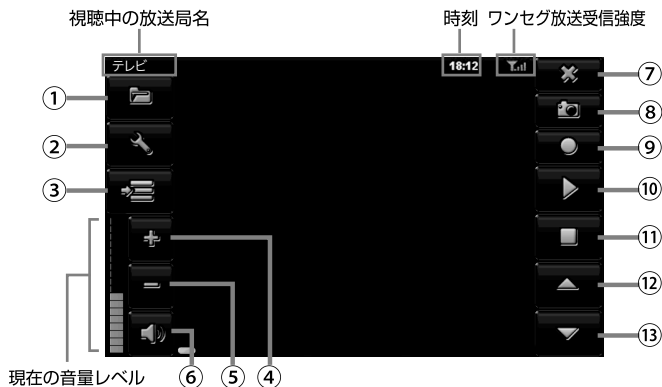 視聴中の放送局名
時刻
ワンセグ放送受信強度
テレビ
18:12
①
②
③
④
⑤
⑥
⑦
⑧
⑨
⑩
⑪
⑫
⑬
現在の音量レベル